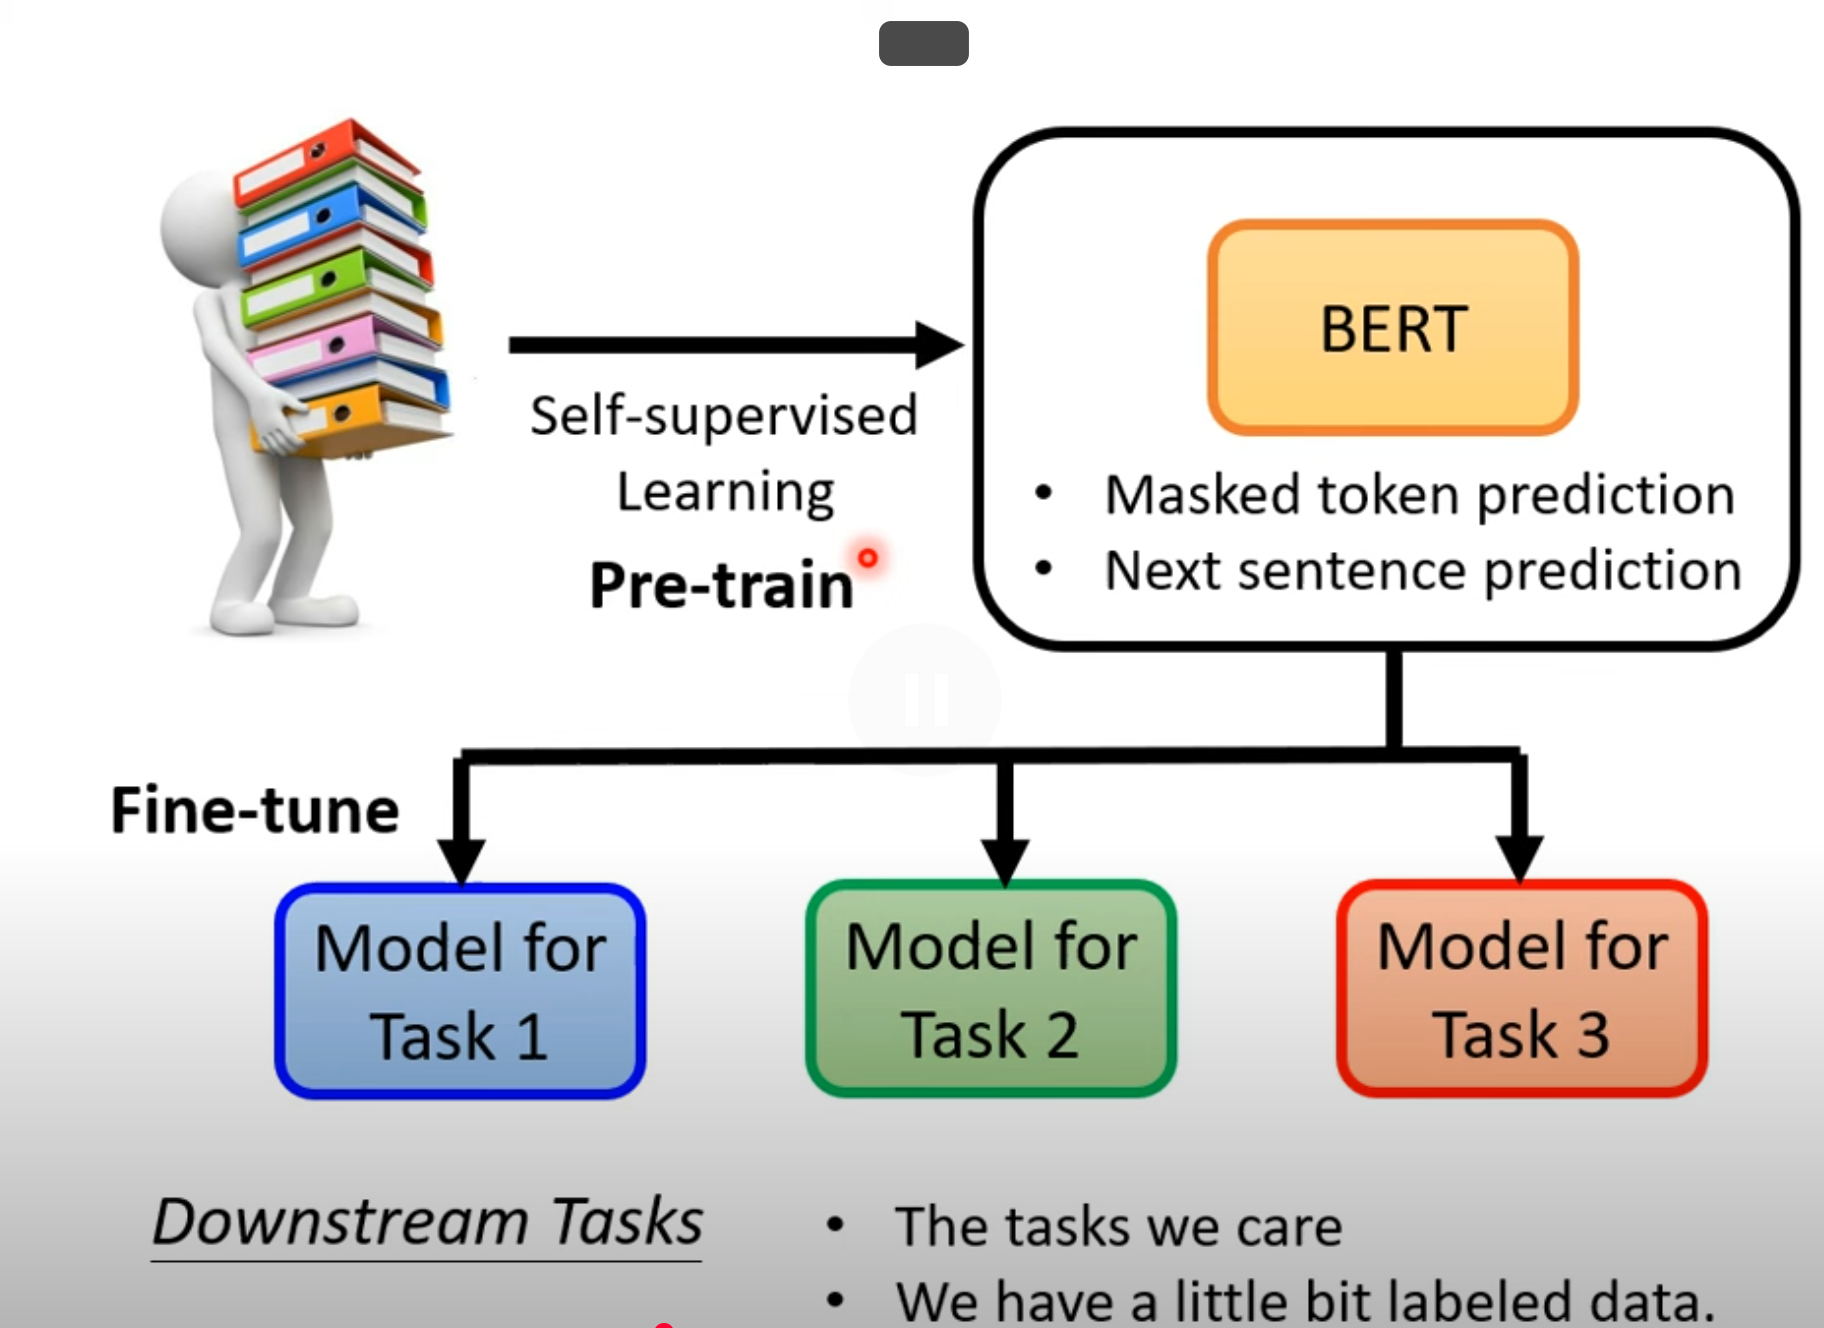 BERT
Self-supervised
Learning
Pre-train
• Masked token prediction
• Next sentence prediction
Fine-tune
Model for
Task 1
Model for
Task 2
Model for
Task 3
Downstream Tasks
• The tasks we care
• We have a little bit labeled data.